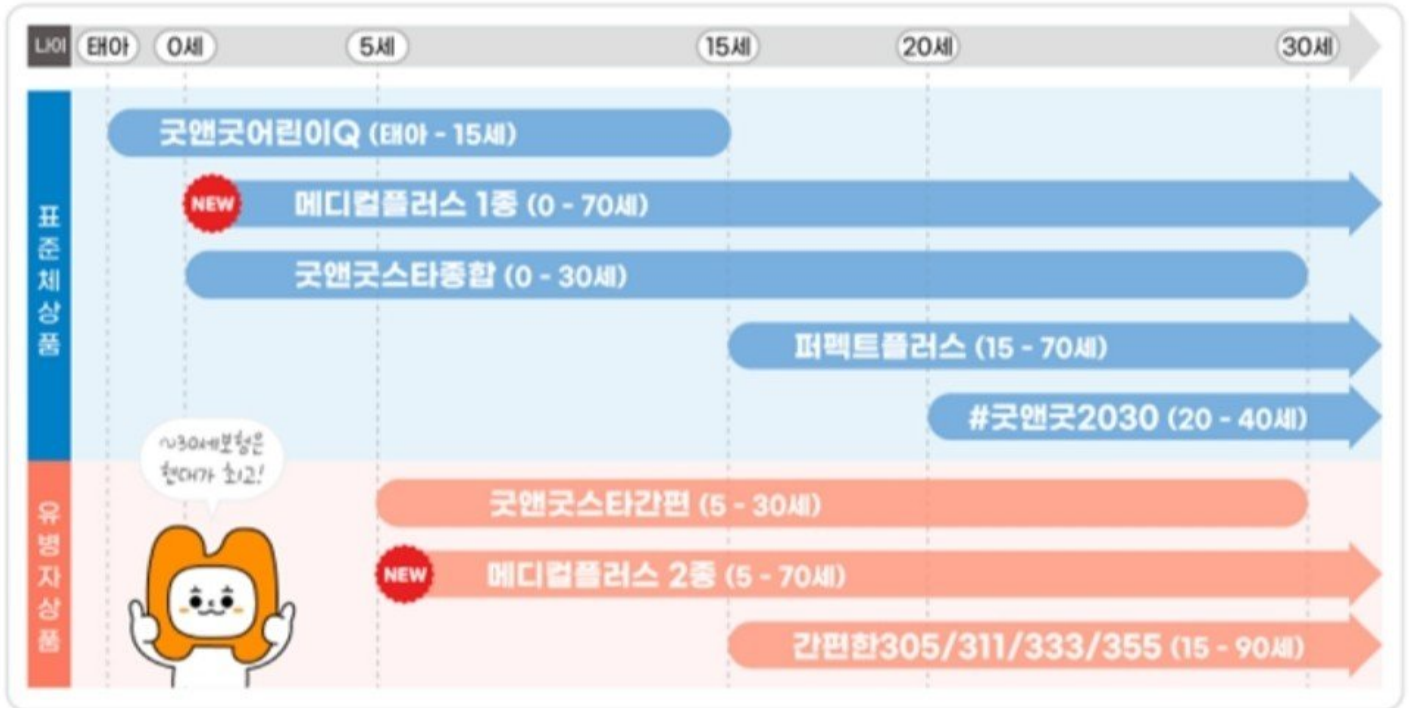 나이 태아 0세 5세 15세 20세 30세
표준체상품
굿앤굿어린이Q (태아 - 15세)
NEW 메디컬플러스 1종 (0 - 70세)
굿앤굿스타종합 (0 - 30세)
퍼펙트플러스 (15 - 70세)
#굿앤굿2030 (20 - 40세)
~30세보험은
현대가 최고!
유병자상품
굿앤굿스타간편 (5 - 30세)
NEW 메디컬플러스 2종 (5 - 70세)
간편한305/311/333/355 (15 - 90세)